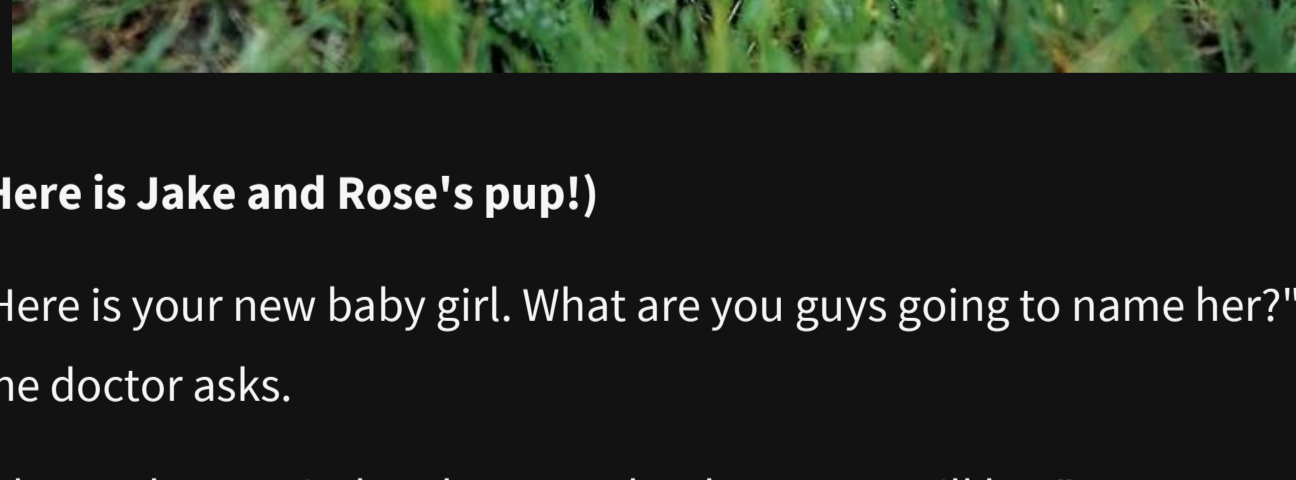 Here is Jake and Rose's pup!)
Here is your new baby girl. What are you guys going to name her?"
he doctor asks.